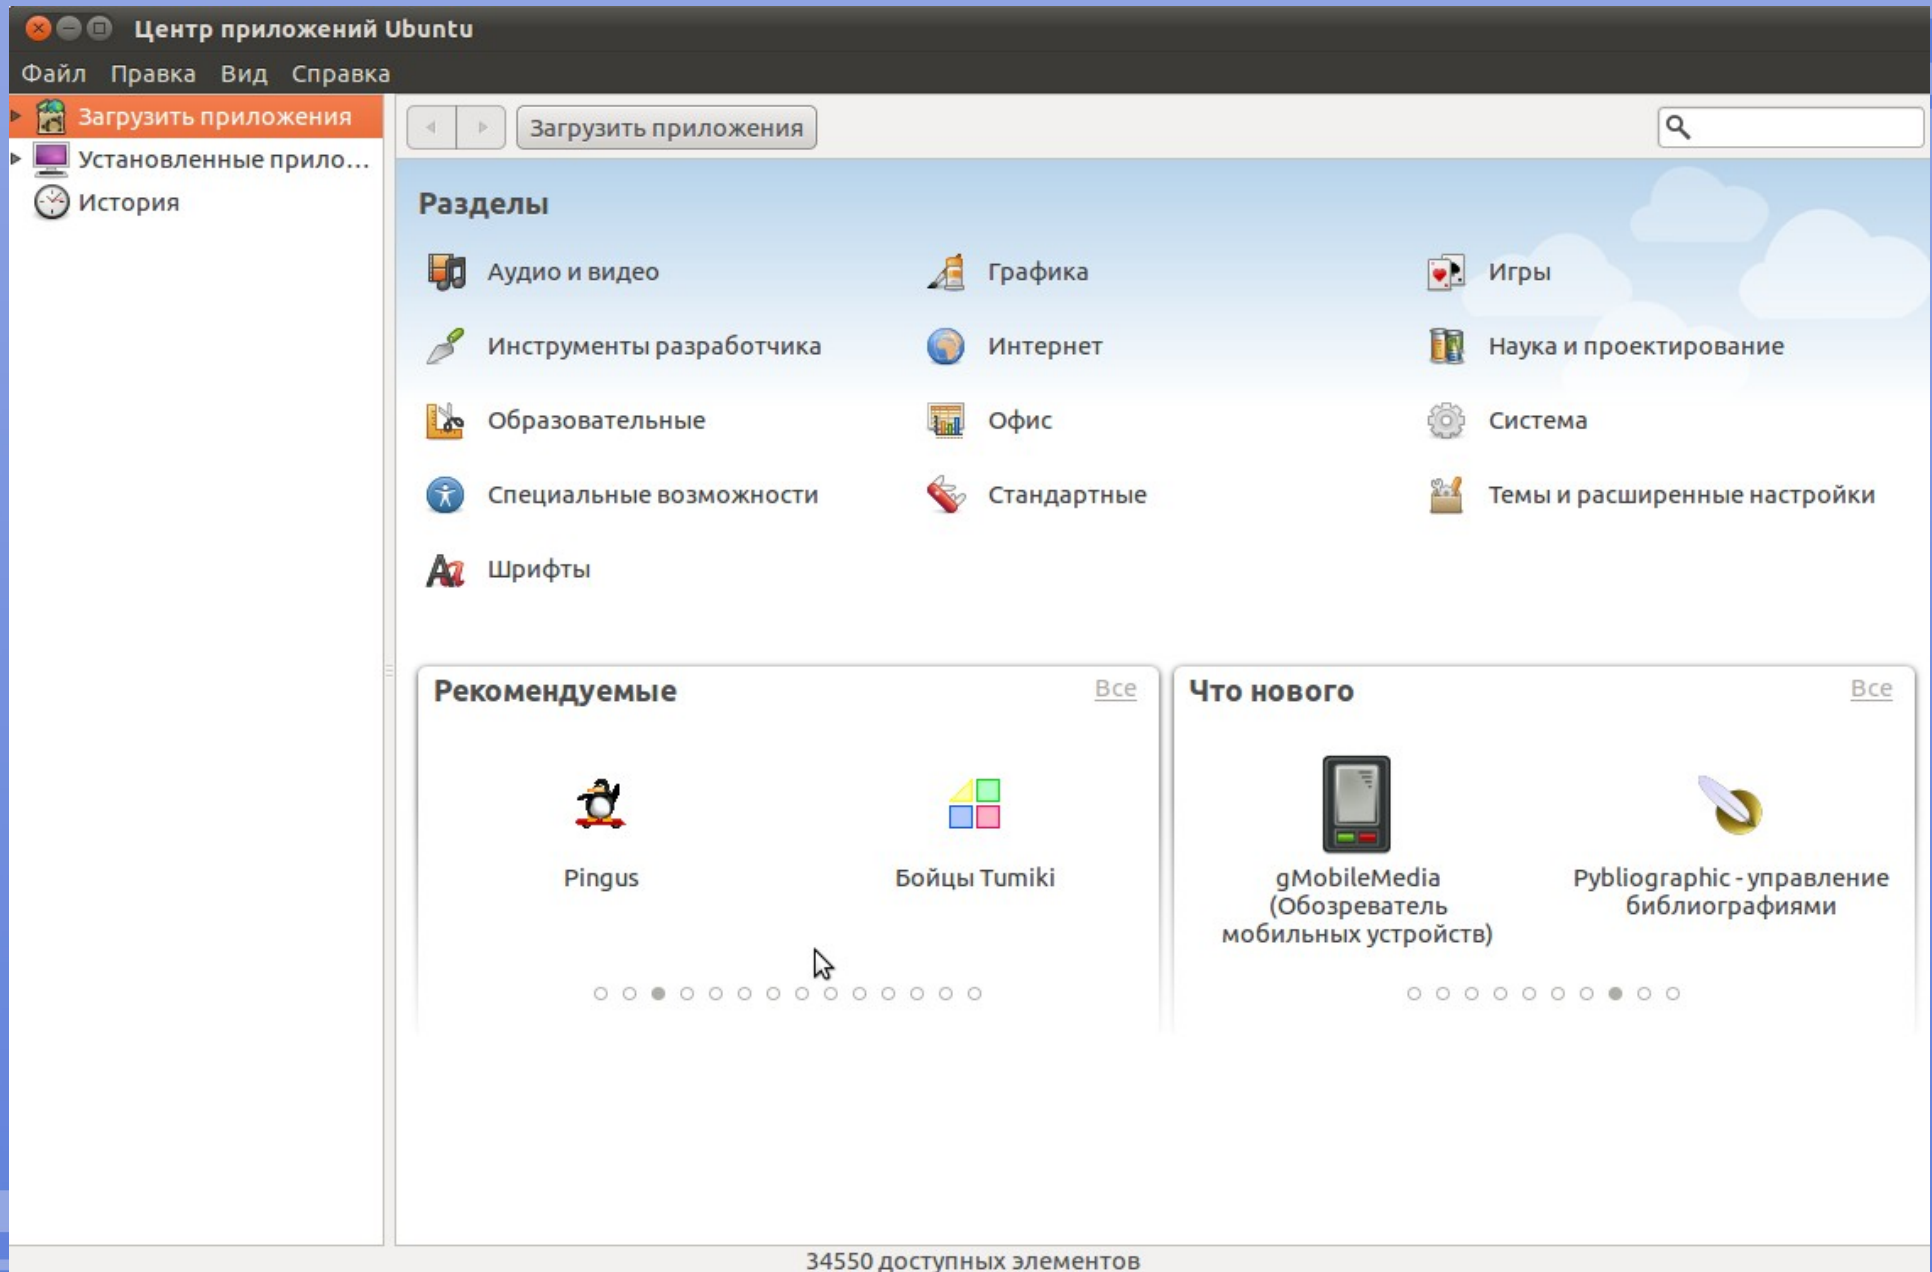 Центр приложений Ubuntu
Файл Правка Вид Справка
Загрузить приложения
Установленные прило...
История
Загрузить приложения
Разделы
Аудио и видео
Графика
Игры
Инструменты разработчика
Интернет
Наука и проектирование
Образовательные
Офис
Система
Специальные возможности
Стандартные
Темы и расширенные настройки
Шрифты
Рекомендуемые
Все
Pingus
Бойцы Tumiki
Что нового
Все
gMobileMedia
(Обозреватель
мобильных устройств)
Pybliographic - управление
библиографиями
34550 доступных элементов